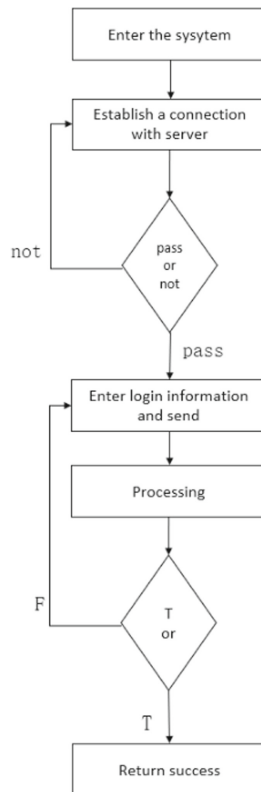 Enter the sysytem
Establish a connection
with server
pass
or
not
not
pass
Enter login information
and send
Processing
T
or
F
T
Return success